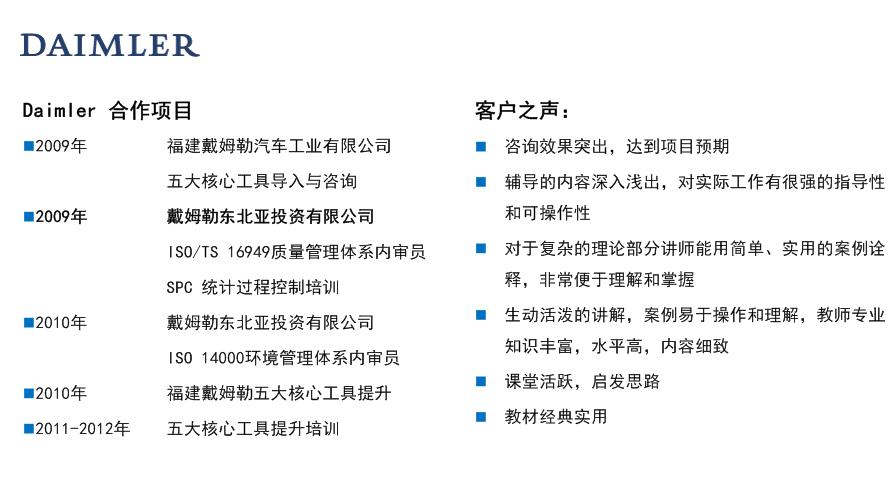 DAIMLER
Daimler 合作项目
2009年 福建戴姆勒汽车工业有限公司
五大核心工具导入与咨询
2009年 戴姆勒东北亚投资有限公司
ISO/TS 16949质量管理体系内审员
SPC 统计过程控制培训
2010年 戴姆勒东北亚投资有限公司
ISO 14000环境管理体系内审员
2010年 福建戴姆勒五大核心工具提升
2011-2012年 五大核心工具提升培训
客户之声：
咨询效果突出，达到项目预期
辅导的内容深入浅出，对实际工作有很强的指导性
和可操作性
对于复杂的理论部分讲师能用简单、实用的案例诠
释，非常便于理解和掌握
生动活泼的讲解，案例易于操作和理解，教师专业
知识丰富，水平高，内容细致
课堂活跃，启发思路
教材经典实用